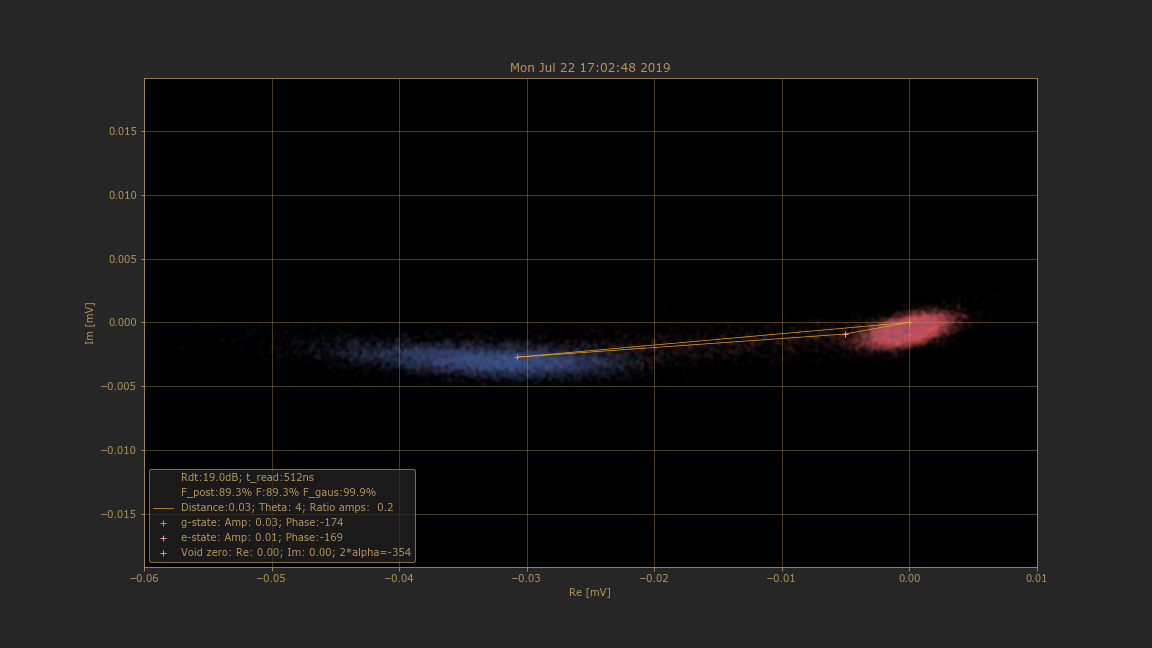 Mon Jul 22 17:02:48 2019
Im [mV]
0.015
0.010
0.005
0.000
−0.005
−0.010
−0.015
Rdt:19.0dB; t_read:512ns
F_post:89.3% F:89.3% F_gaus:99.9%
Distance:0.03; Theta: 4; Ratio amps:  0.2
g-state: Amp: 0.03; Phase:-174
e-state: Amp: 0.01; Phase:-169
Void zero: Re: 0.00; Im: 0.00; 2*alpha=-354
−0.06 −0.05 −0.04 −0.03 −0.02 −0.01 0.00 0.01
Re [mV]